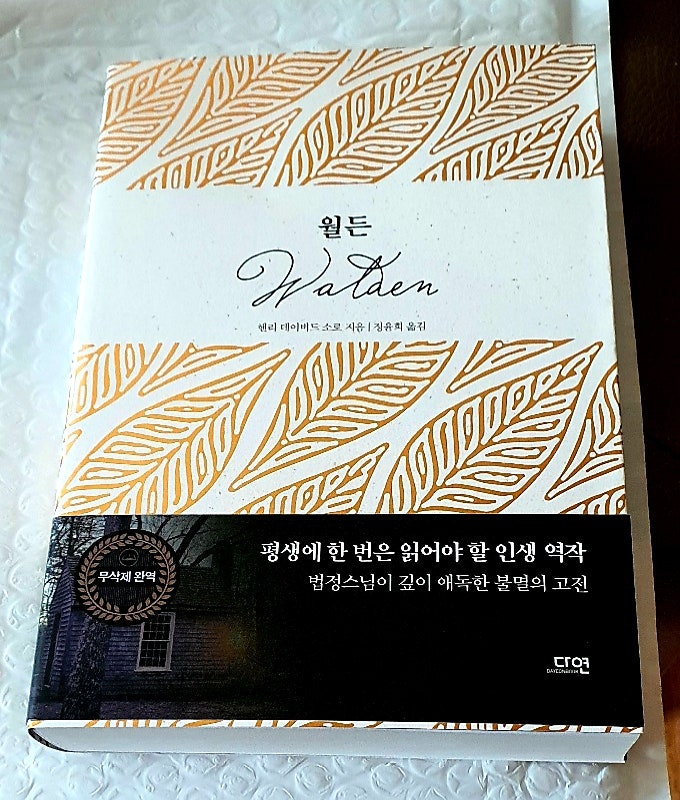 월든
Walden
헨리 데이비드 소로 지음 | 정윤희 옮김
평생에 한 번은 읽어야 할 인생 역작
법정스님이 깊이 애독한 불멸의 고전
무삭제 완역
다연
DAYEONBOOK